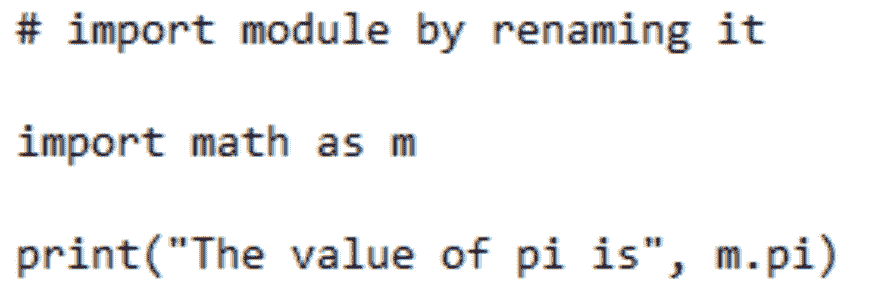 # import module by renaming it
import math as m
print("The value of pi is", m.pi)